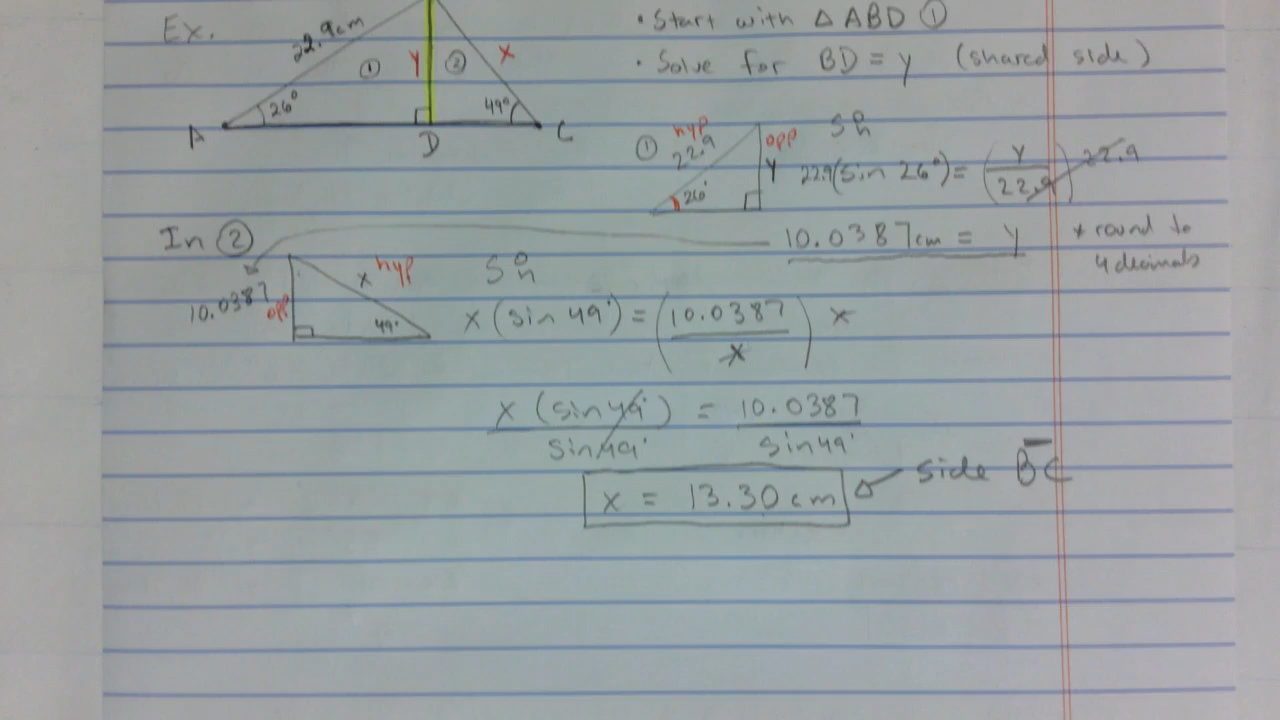 Ex.
22.9cm
① y ② x
26° 49°
A D C
• Start with △ ABD ①
• Solve for BD = y (shared side)
① hyp 22.9 opp y 26°
S o/h
22.9(sin 26°) = (y/22.9) 22.9
10.0387cm = y * round to 4 decimals
In ②
10.0387 opp x hyp 49°
S o/h
x (sin 49°) = (10.0387/x) x
x (sin 49°)/sin 49° = 10.0387/sin 49°
x = 13.30 cm ← side BC